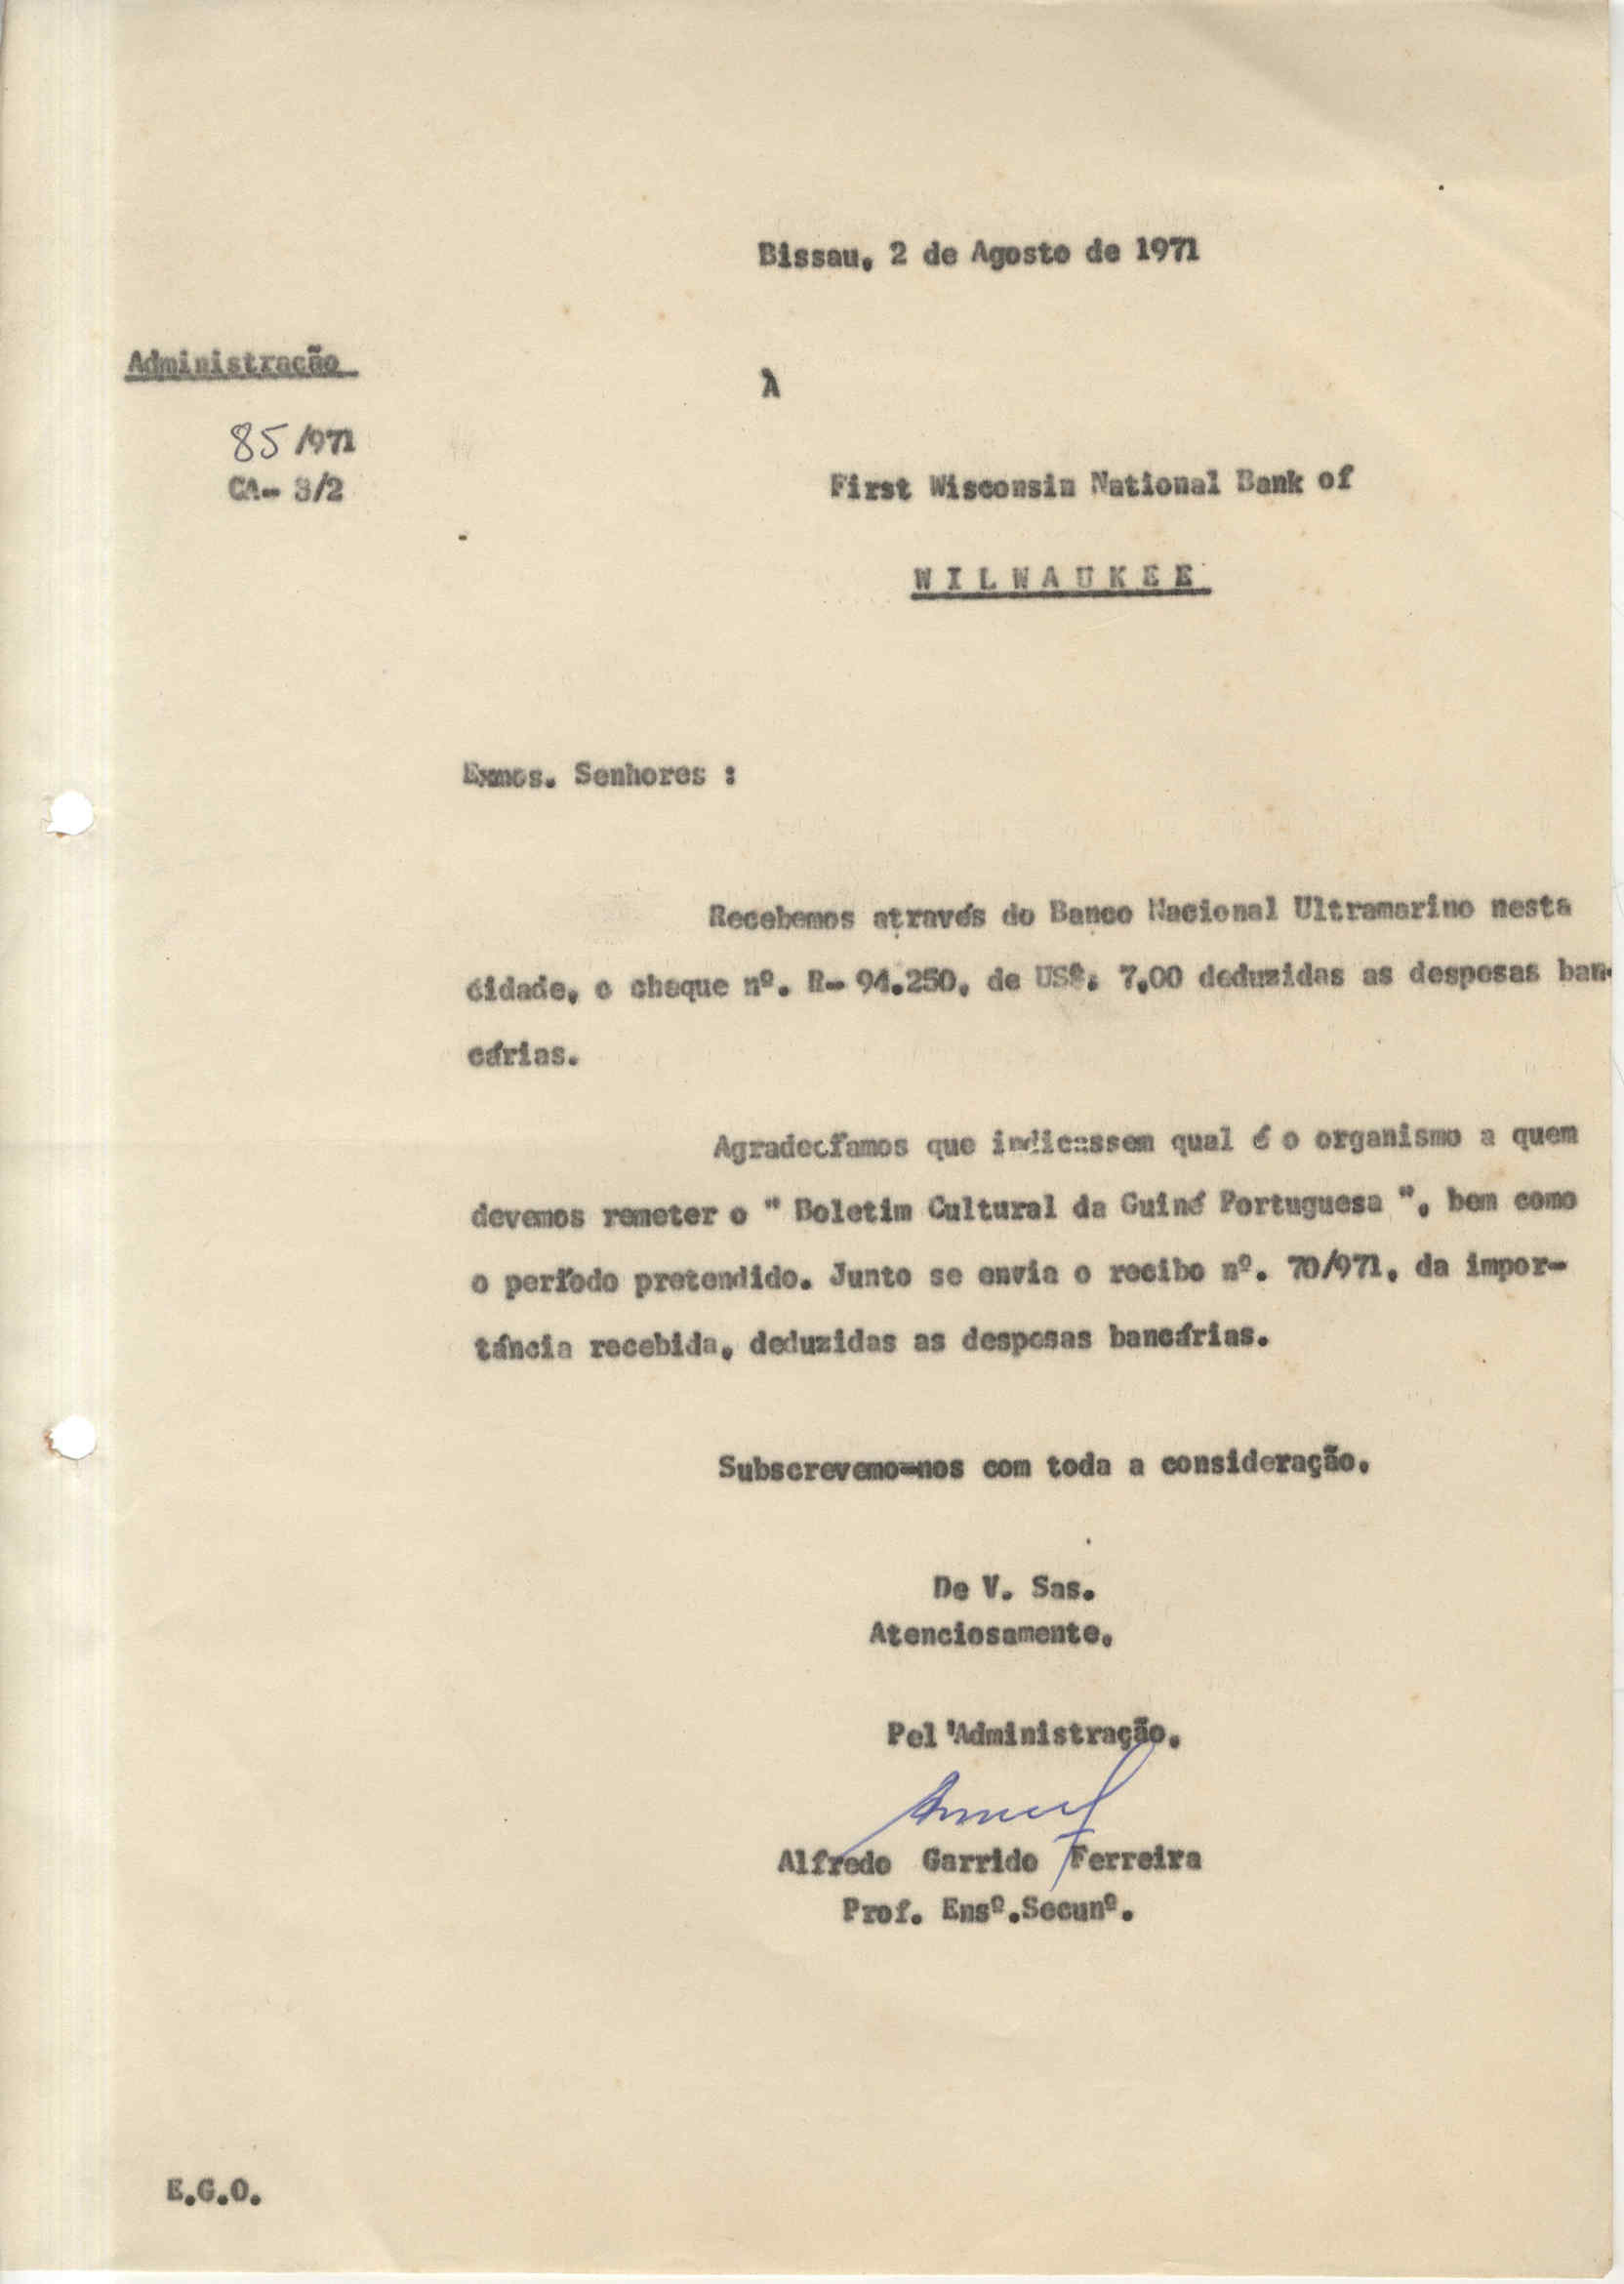 Bissau, 2 de Agosto de 1971
Administração
À
85/971
CA- 3/2
First Wisconsin National Bank of
WILWAUKEE
Exmos. Senhores :
Recebemos através do Banco Nacional Ultramarino nesta
cidade, o cheque nº. R- 94.250, de US$. 7,00 deduzidas as despesas ban-
cárias.
Agradecíamos que indicassem qual é o organismo a quem
devemos remeter o " Boletim Cultural da Guiné Portuguesa ", bem como
o período pretendido. Junto se envia o recibo nº. 70/971, da impor-
tância recebida, deduzidas as despesas bancárias.
Subscrevemo-nos com toda a consideração.
De V. Sas.
Atenciosamente,
Pel'Administração,
Alfredo Garrido Ferreira
Prof. Ensº.Secunº.
E.G.O.